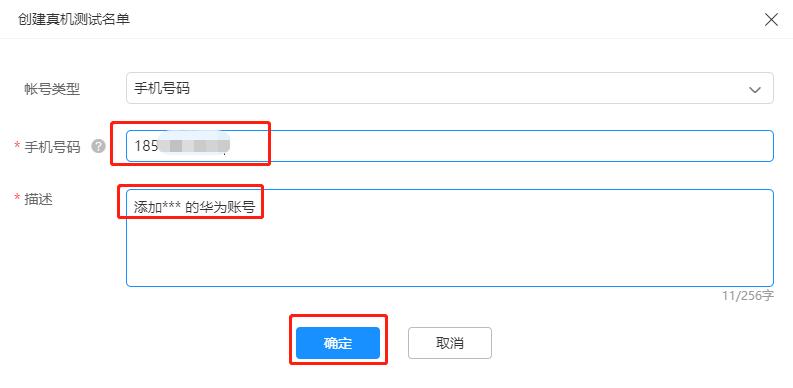 创建真机测试名单
帐号类型
手机号码
* 手机号码 ?
185
* 描述
添加*** 的华为账号
11/256字
确定
取消